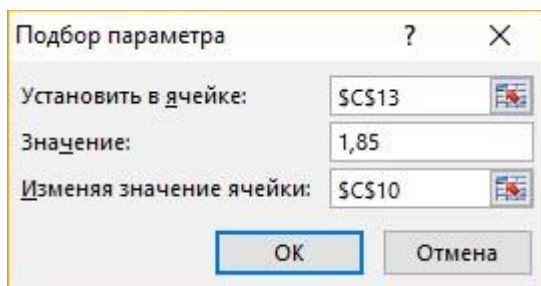 Подбор параметра ? ×
Установить в ячейке: $C$13
Значение: 1,85
Изменяя значение ячейки: $C$10
ОК Отмена